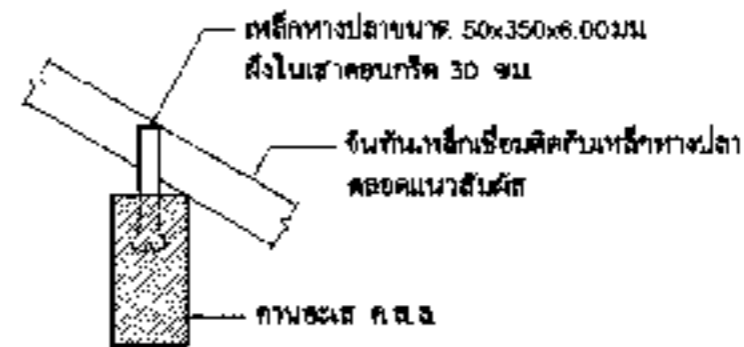 เหล็กหางปลาขนาด 50x350x6.00มม
ฝังในเสาคอนกรีต 30 ซม
จันทันเหล็กเชื่อมติดกับเหล็กหางปลา
ตลอดแนวสัมผัส
คานอะเส ค.ส.ล